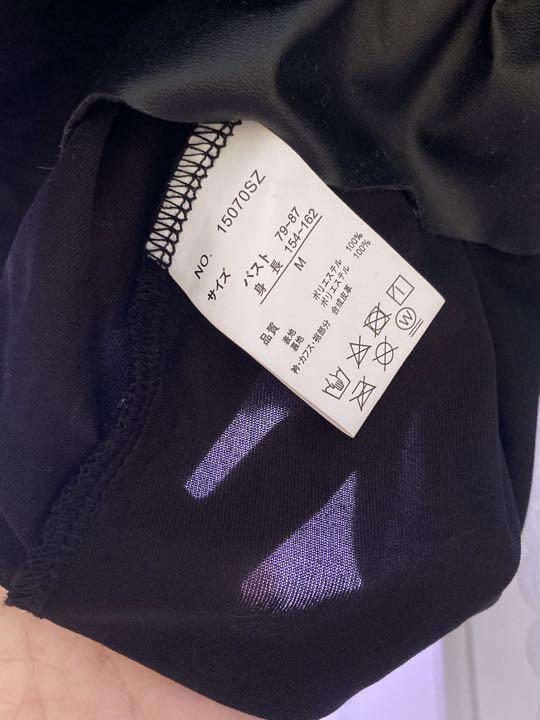 NO. 15070SZ
サイズ
バスト 79-87
身長 154~162
M
品質
表地 ポリエステル 100%
裏地 ポリエステル 100%
衿・カフス・裾部分 合成皮革
W